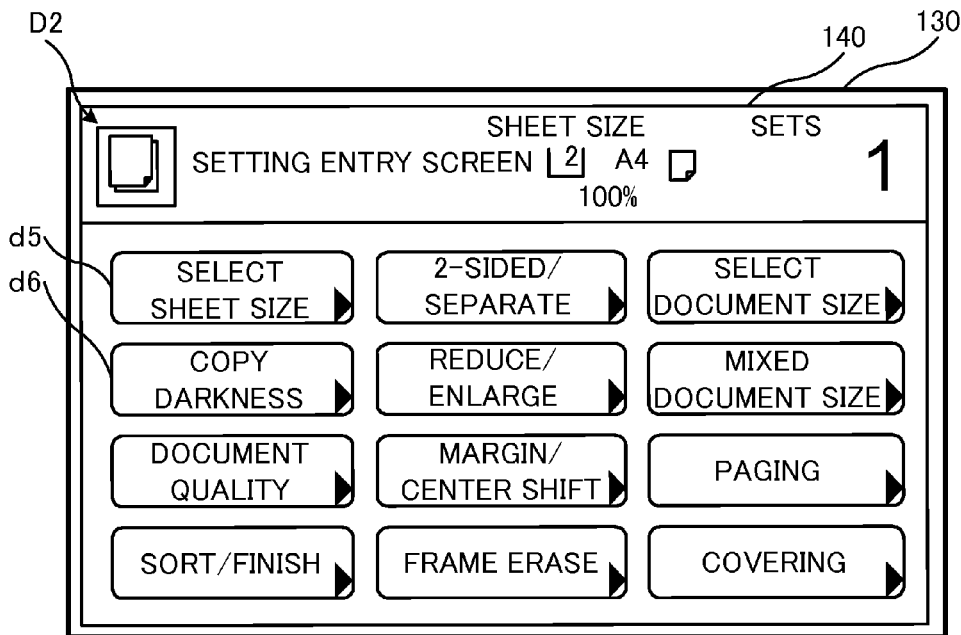 D2
140
130
SHEET SIZE
SETS
SETTING ENTRY SCREEN 2 A4
1
100%
d5
d6
SELECT
SHEET SIZE
2-SIDED/
SEPARATE
SELECT
DOCUMENT SIZE
COPY
DARKNESS
REDUCE/
ENLARGE
MIXED
DOCUMENT SIZE
DOCUMENT
QUALITY
MARGIN/
CENTER SHIFT
PAGING
SORT/FINISH
FRAME ERASE
COVERING